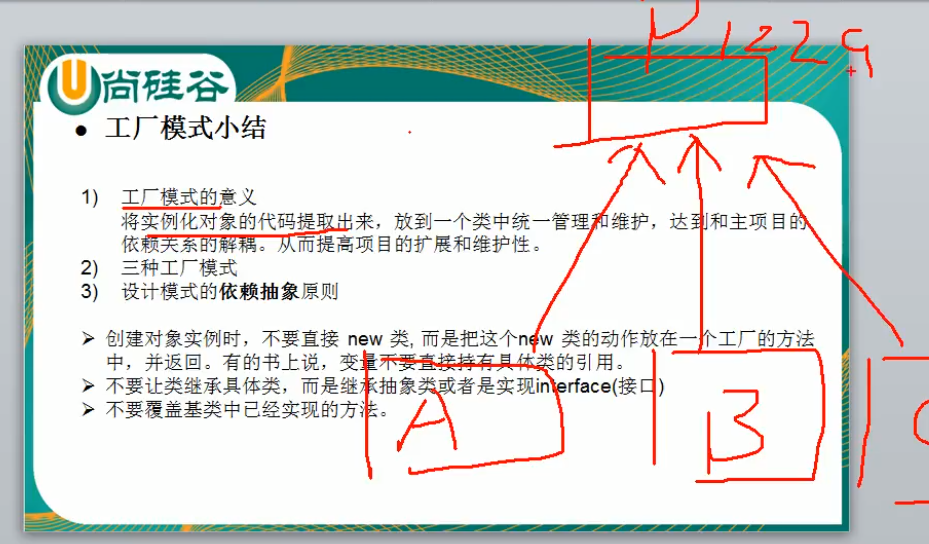 Pizza
尚硅谷
● 工厂模式小结
1) 工厂模式的意义
将实例化对象的代码提取出来，放到一个类中统一管理和维护，达到和主项目的
依赖关系的解耦。从而提高项目的扩展和维护性。
2) 三种工厂模式
3) 设计模式的依赖抽象原则
➢ 创建对象实例时，不要直接 new 类, 而是把这个new 类的动作放在一个工厂的方法
中，并返回。有的书上说，变量不要直接持有具体类的引用。
➢ 不要让类继承具体类，而是继承抽象类或者是实现interface(接口)
➢ 不要覆盖基类中已经实现的方法。
A
B